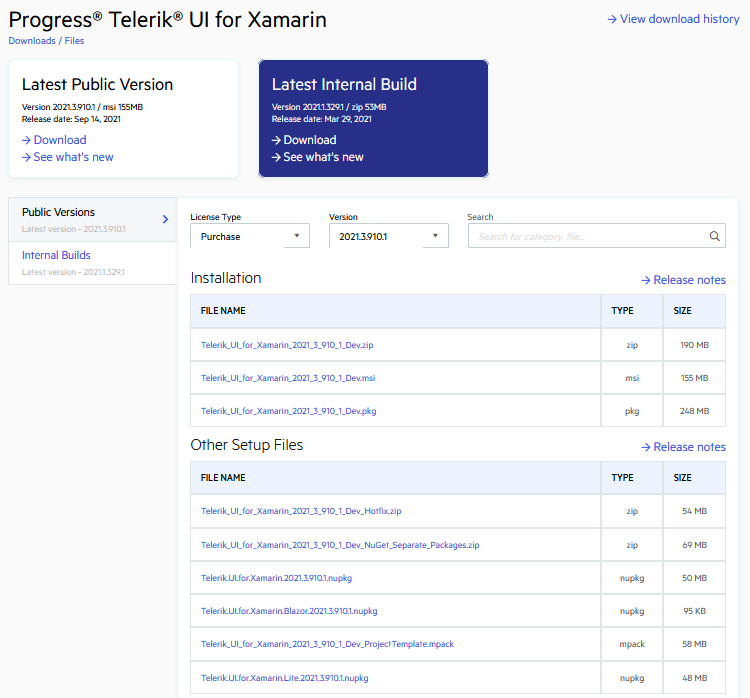 Progress® Telerik® UI for Xamarin
→ View download history
Downloads / Files
Latest Public Version
Version 2021.3.910.1 / msi 155MB
Release date: Sep 14, 2021
→ Download
→ See what's new
Latest Internal Build
Version 2021.1.329.1 / zip 53MB
Release date: Mar 29, 2021
→ Download
→ See what's new
Public Versions
Latest version - 2021.3.910.1
Internal Builds
Latest version - 2021.1.329.1
License Type
Purchase
Version
2021.3.910.1
Search
Search for category, file...
Installation
→ Release notes
FILE NAME TYPE SIZE
Telerik_UI_for_Xamarin_2021_3_910_1_Dev.zip zip 190 MB
Telerik_UI_for_Xamarin_2021_3_910_1_Dev.msi msi 155 MB
Telerik_UI_for_Xamarin_2021_3_910_1_Dev.pkg pkg 248 MB
Other Setup Files
→ Release notes
FILE NAME TYPE SIZE
Telerik_UI_for_Xamarin_2021_3_910_1_Dev_Hotfix.zip zip 54 MB
Telerik_UI_for_Xamarin_2021_3_910_1_Dev_NuGet_Separate_Packages.zip zip 69 MB
Telerik.UI.for.Xamarin.2021.3.910.1.nupkg nupkg 50 MB
Telerik.UI.for.Xamarin.Blazor.2021.3.910.1.nupkg nupkg 95 KB
Telerik_UI_for_Xamarin_2021_3_910_1_Dev_ProjectTemplate.mpack mpack 58 MB
Telerik.UI.for.Xamarin.Lite.2021.3.910.1.nupkg nupkg 48 MB